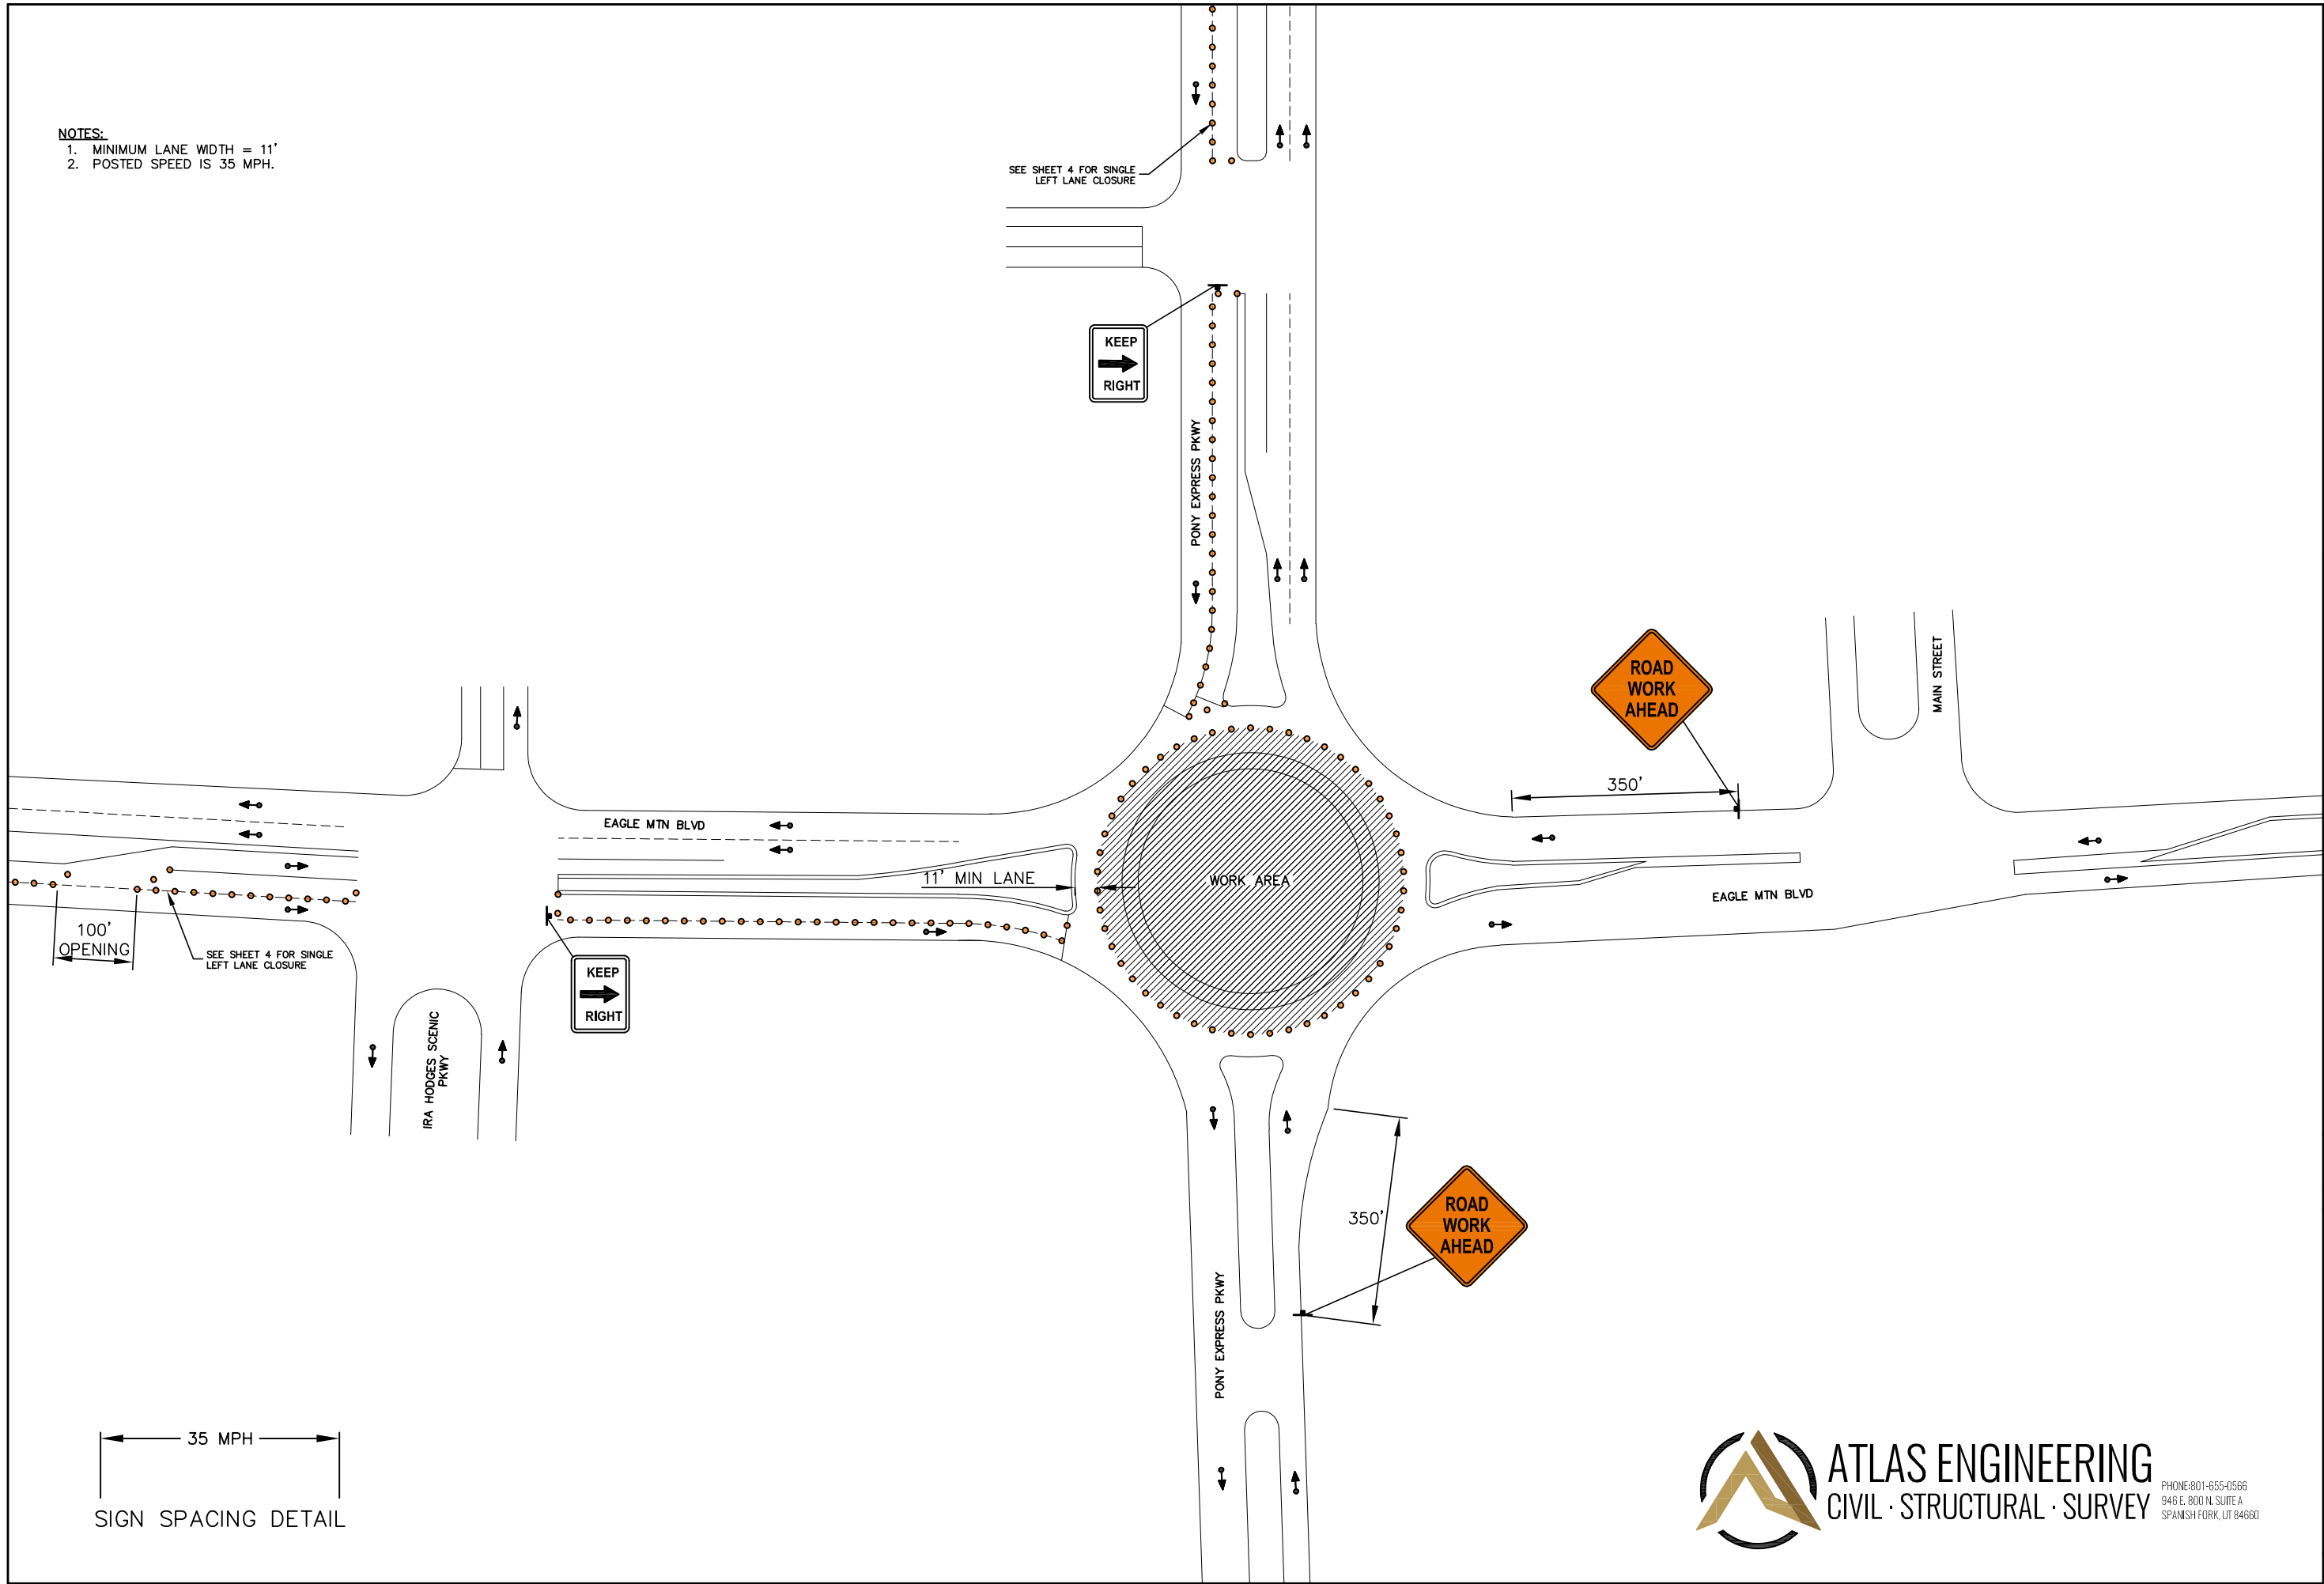 NOTES:
1. MINIMUM LANE WIDTH = 11'
2. POSTED SPEED IS 35 MPH.
SEE SHEET 4 FOR SINGLE
LEFT LANE CLOSURE
KEEP
RIGHT
PONY EXPRESS PKWY
ROAD
WORK
AHEAD
MAIN STREET
350'
EAGLE MTN BLVD
11' MIN LANE
WORK AREA
EAGLE MTN BLVD
100'
OPENING
SEE SHEET 4 FOR SINGLE
LEFT LANE CLOSURE
KEEP
RIGHT
IRA HODGES SCENIC
PKWY
350'
ROAD
WORK
AHEAD
PONY EXPRESS PKWY
35 MPH
SIGN SPACING DETAIL
ATLAS ENGINEERING
CIVIL · STRUCTURAL · SURVEY
PHONE:801-655-0566
946 E. 800 N. SUITE A
SPANISH FORK, UT 84660